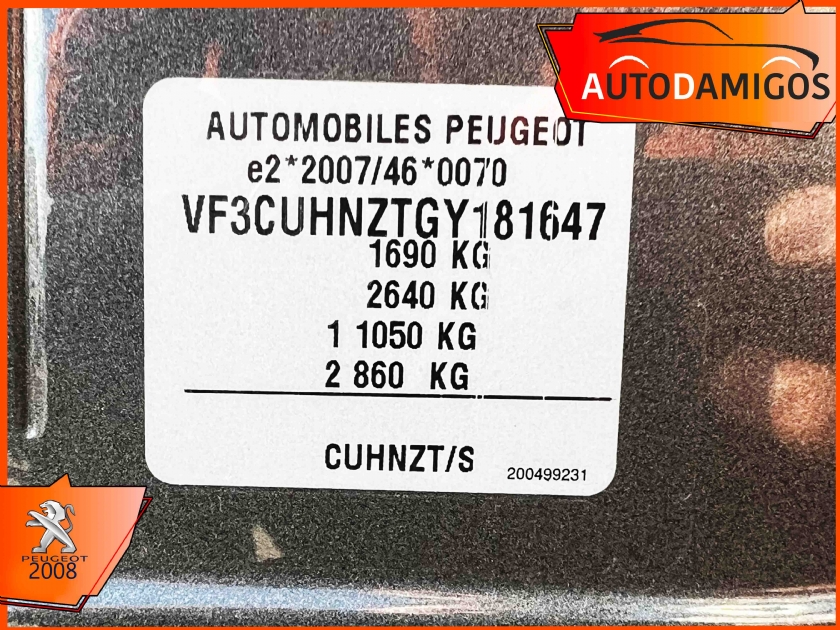 AUTODAMIGOS
AUTOMOBILES PEUGEOT
e2*2007/46*0070
VF3CUHNZTGY181647
1690 KG
2640 KG
1 1050 KG
2 860 KG
CUHNZT/S
200499231
PEUGEOT
2008